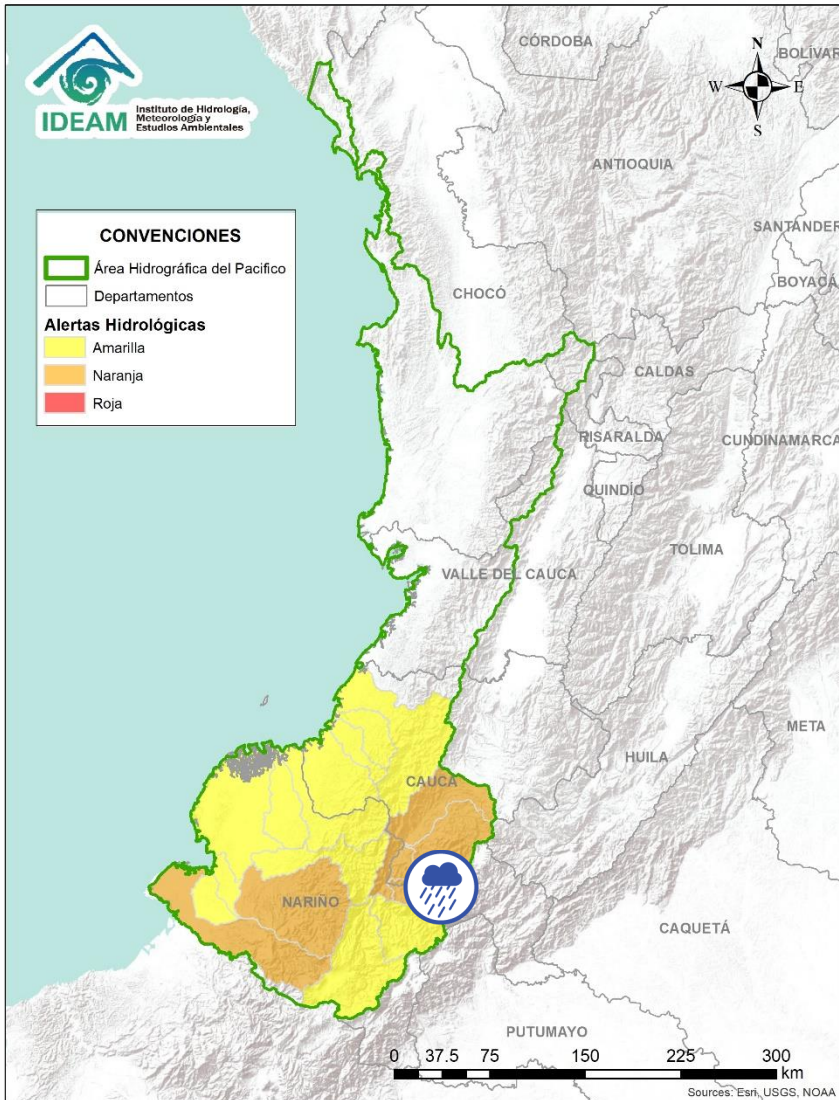 IDEAM
Instituto de Hidrología,
Meteorología y
Estudios Ambientales
CÓRDOBA
BOLÍVAR
N
W
E
S
ANTIOQUIA
SANTANDER
BOYACÁ
CONVENCIONES
Área Hidrográfica del Pacifico
Departamentos
Alertas Hidrológicas
Amarilla
Naranja
Roja
CHOCÓ
CALDAS
RISARALDA
CUNDINAMARCA
QUINDÍO
TOLIMA
VALLE DEL CAUCA
META
HUILA
CAUCA
NARIÑO
CAQUETÁ
PUTUMAYO
0 37.5 75 150 225 300
km
Sources: Esri, USGS, NOAA